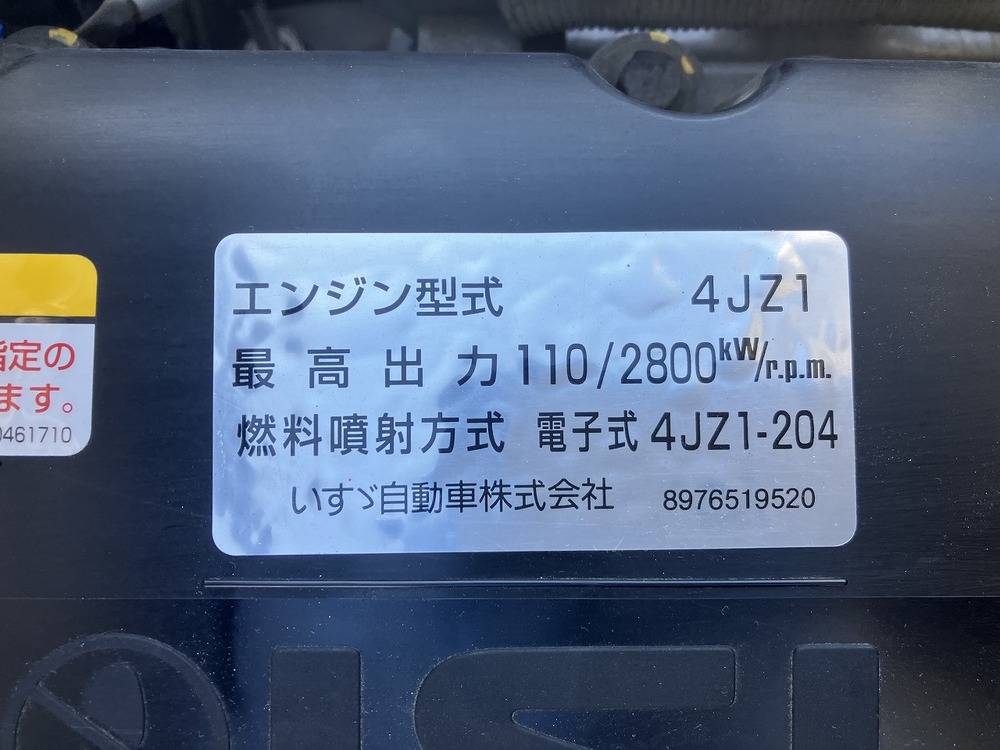 エンジン型式 4JZ1
最高出力 110/2800kW/r.p.m.
燃料噴射方式 電子式 4JZ1-204
いすゞ自動車株式会社 8976519520
指定の
ます。
0461710